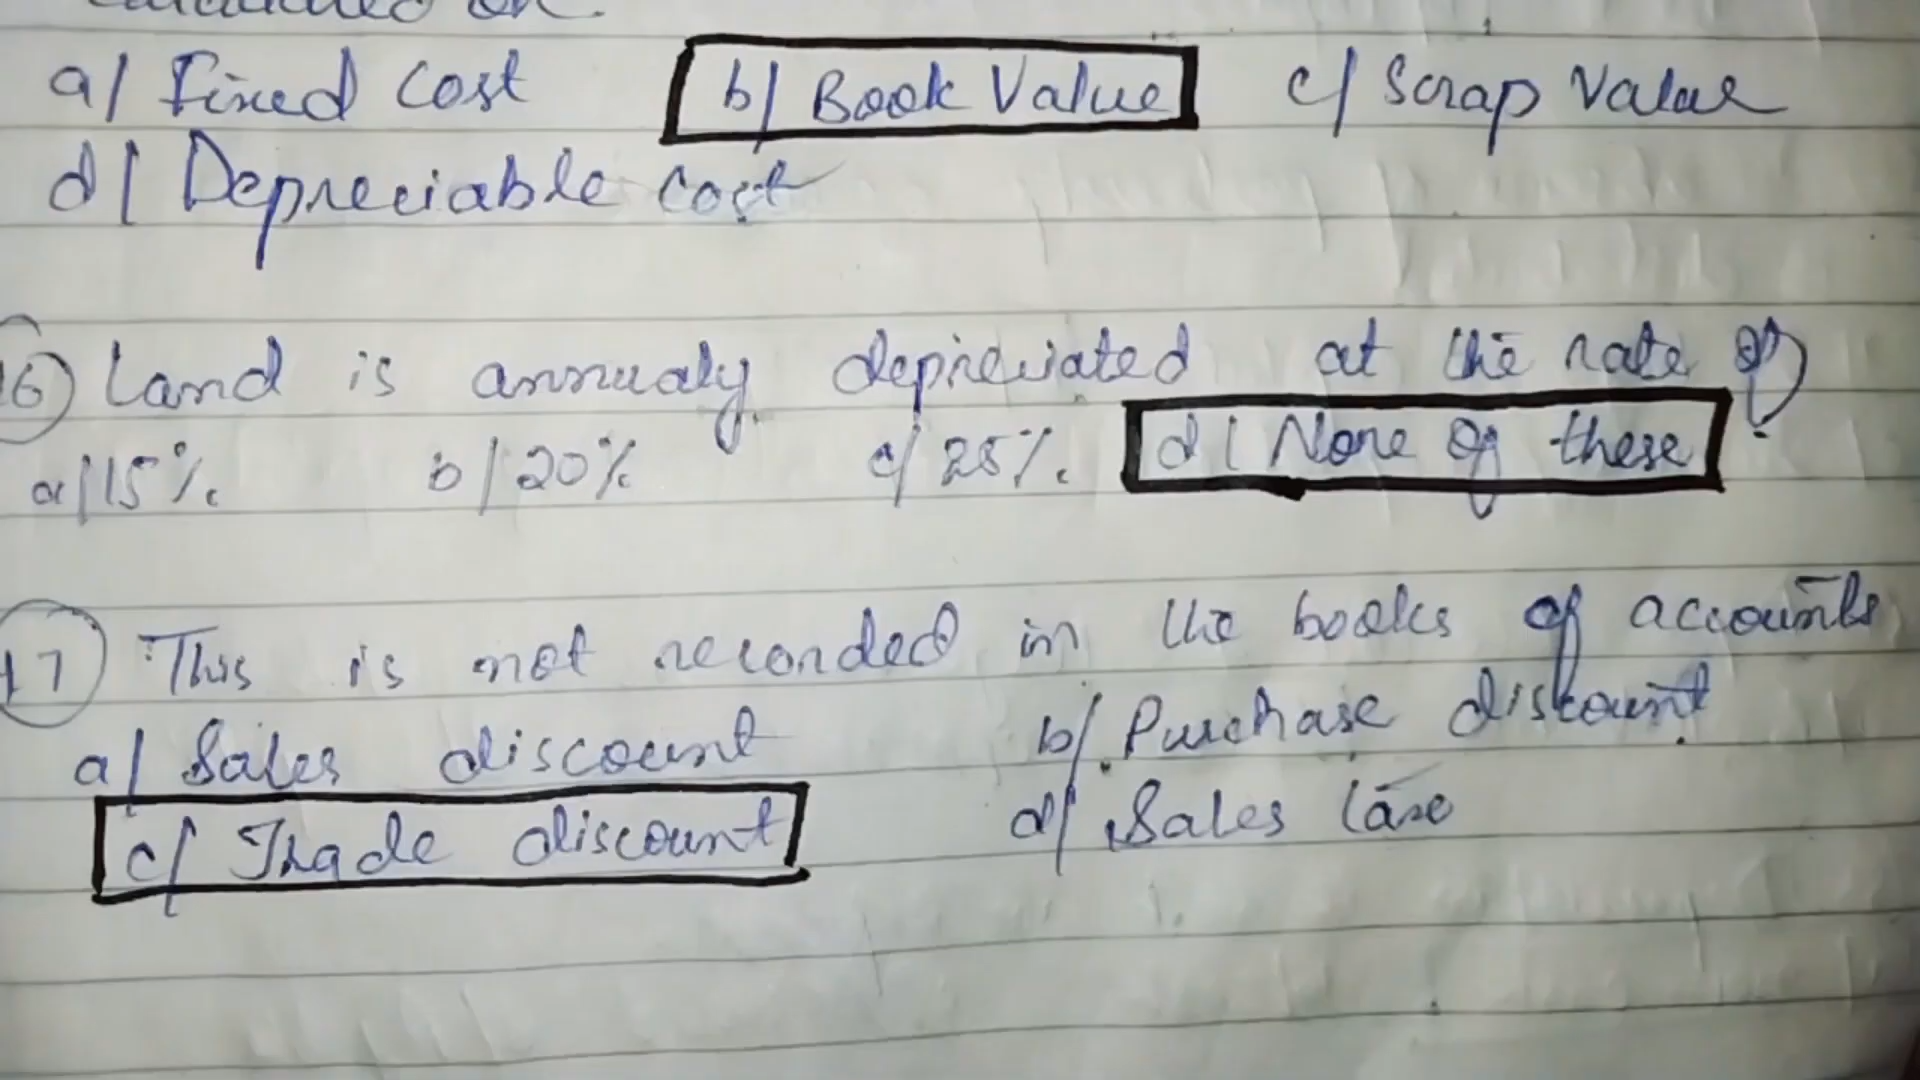 on.
a/ Fixed Cost b/ Book Value c/ Scrap Value
d/ Depreciable Cost
16 Land is annualy depreciated at the rate of?
a/ 15% b/ 20% c/ 25% d/ None of these
17 This is not recorded in the books of accounts
a/ Sales discount b/ Purchase discount
c/ Trade discount d/ Sales